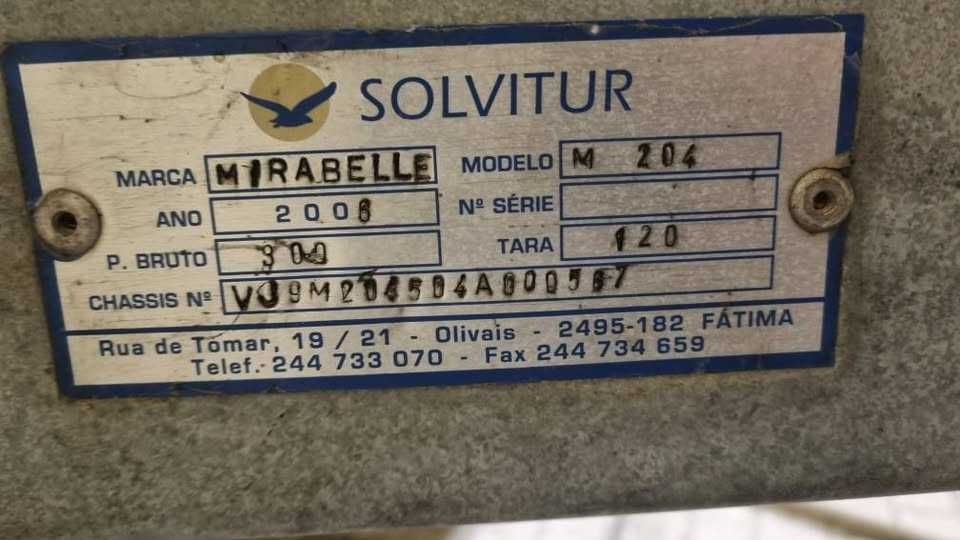 SOLVITUR
MARCA MIRABELLE MODELO M 204
ANO 2006 Nº SÉRIE
P. BRUTO 300 TARA 120
CHASSIS Nº
Rua de Tomar, 19 / 21 - Olivais - 2495-182 FÁTIMA
Telef. 244 733 070 - Fax 244 734 659